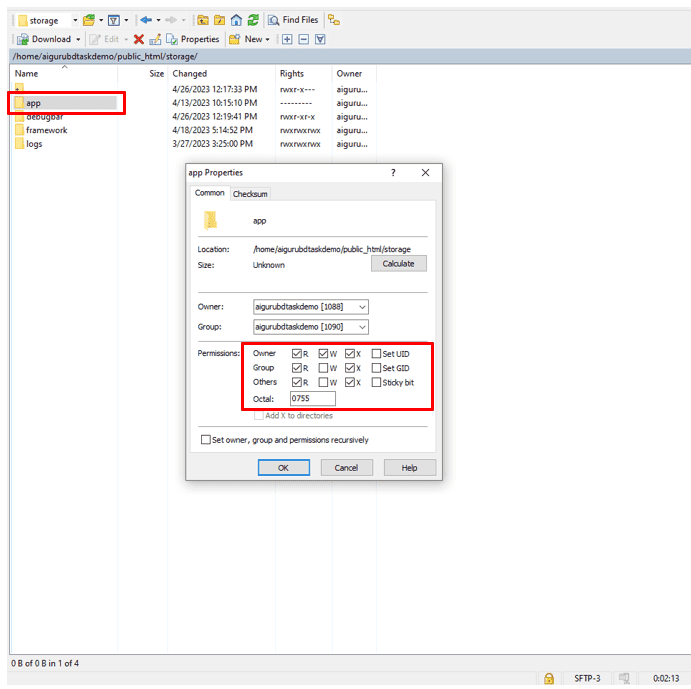 storage Find Files
Download Edit Properties New
/home/aigurubdtaskdemo/public_html/storage/
Name Size Changed Rights Owner
4/26/2023 12:17:33 PM rwxr-x--- aiguru...
app 4/13/2023 10:15:10 PM --------- aiguru...
debugbar 4/26/2023 12:19:41 PM rwxr-xr-x aiguru...
framework 4/18/2023 5:14:52 PM rwxrwxrwx aiguru...
logs 3/27/2023 3:25:00 PM rwxrwxrwx aiguru...
app Properties ?
Common Checksum
app
Location: /home/aigurubdtaskdemo/public_html/storage
Size: Unknown Calculate
Owner: aigurubdtaskdemo [1088]
Group: aigurubdtaskdemo [1090]
Permissions: Owner R W X Set UID
Group R W X Set GID
Others R W X Sticky bit
Octal: 0755
Add X to directories
Set owner, group and permissions recursively
OK Cancel Help
0 B of 0 B in 1 of 4
SFTP-3 0:02:13